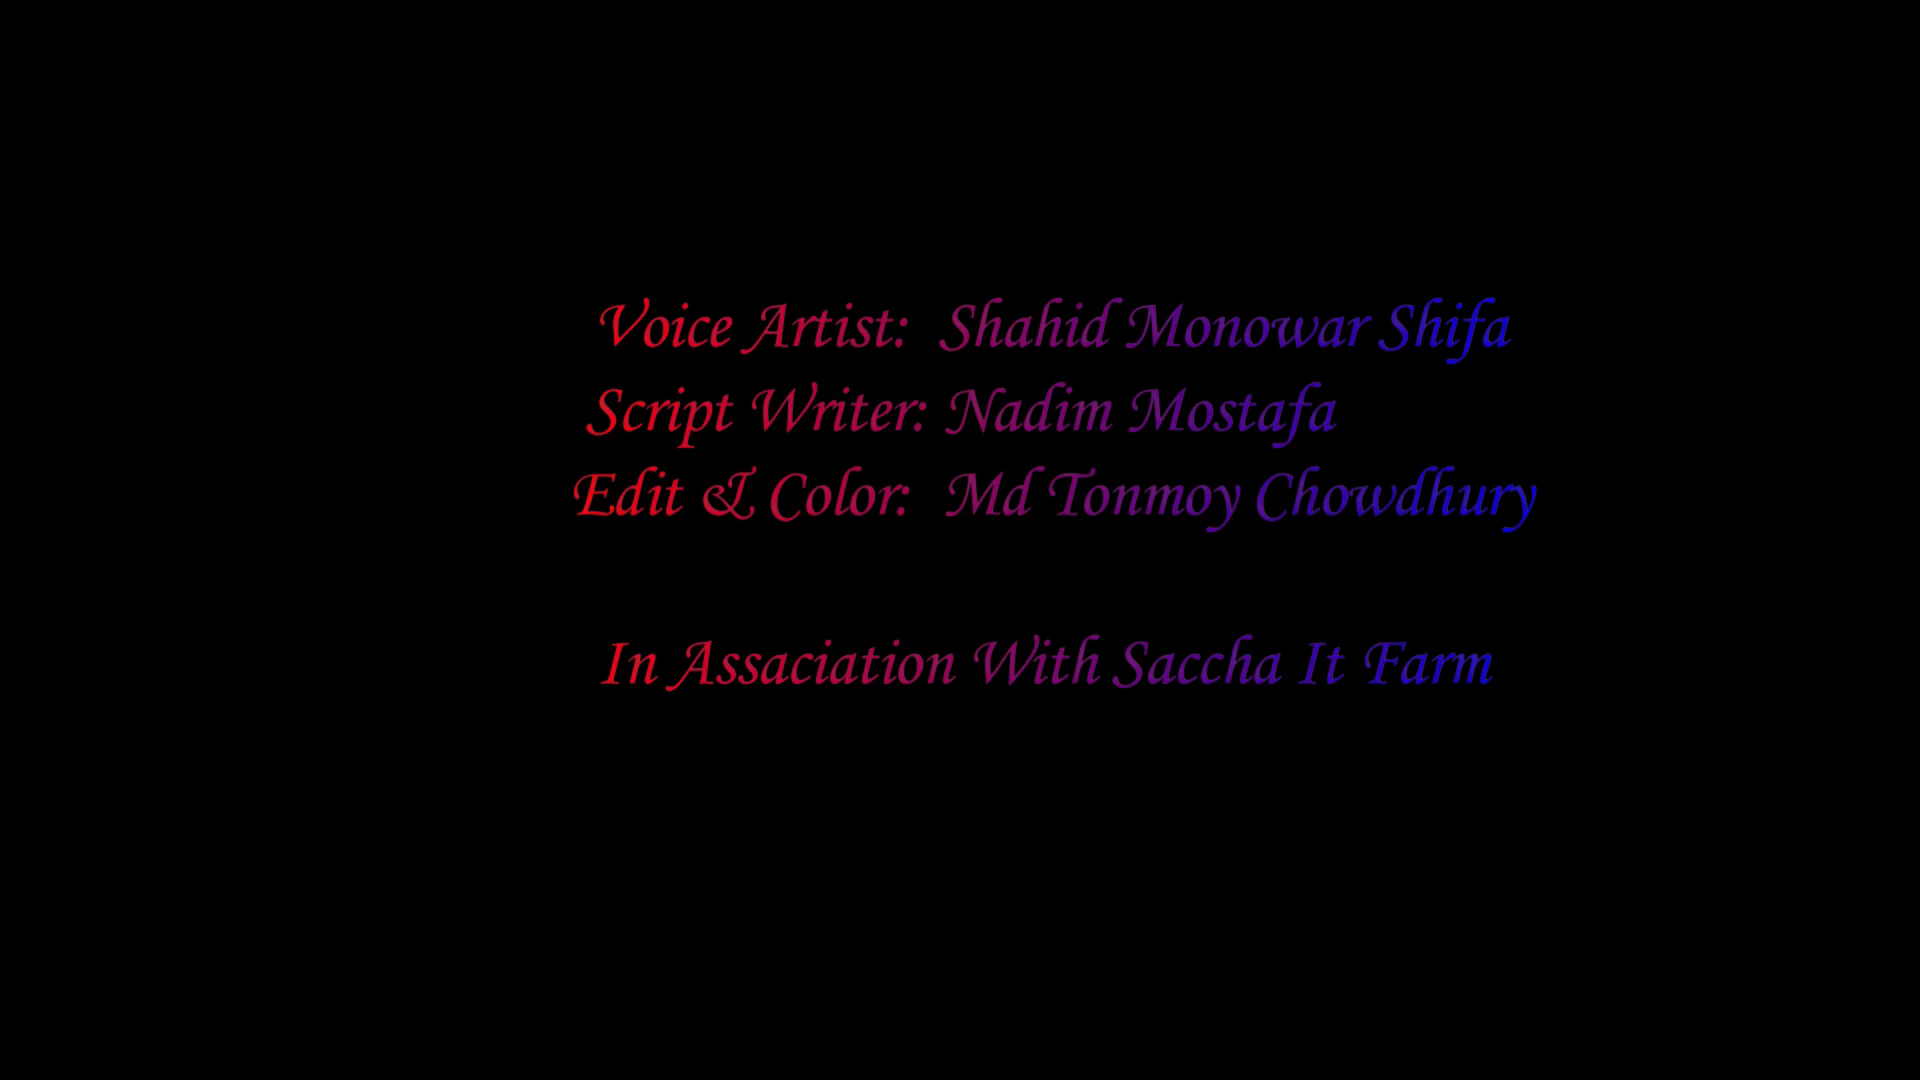 Voice Artist: Shahid Monowar Shifa
Script Writer: Nadim Mostafa
Edit & Color: Md Tonmoy Chowdhury
In Assaciation With Saccha It Farm